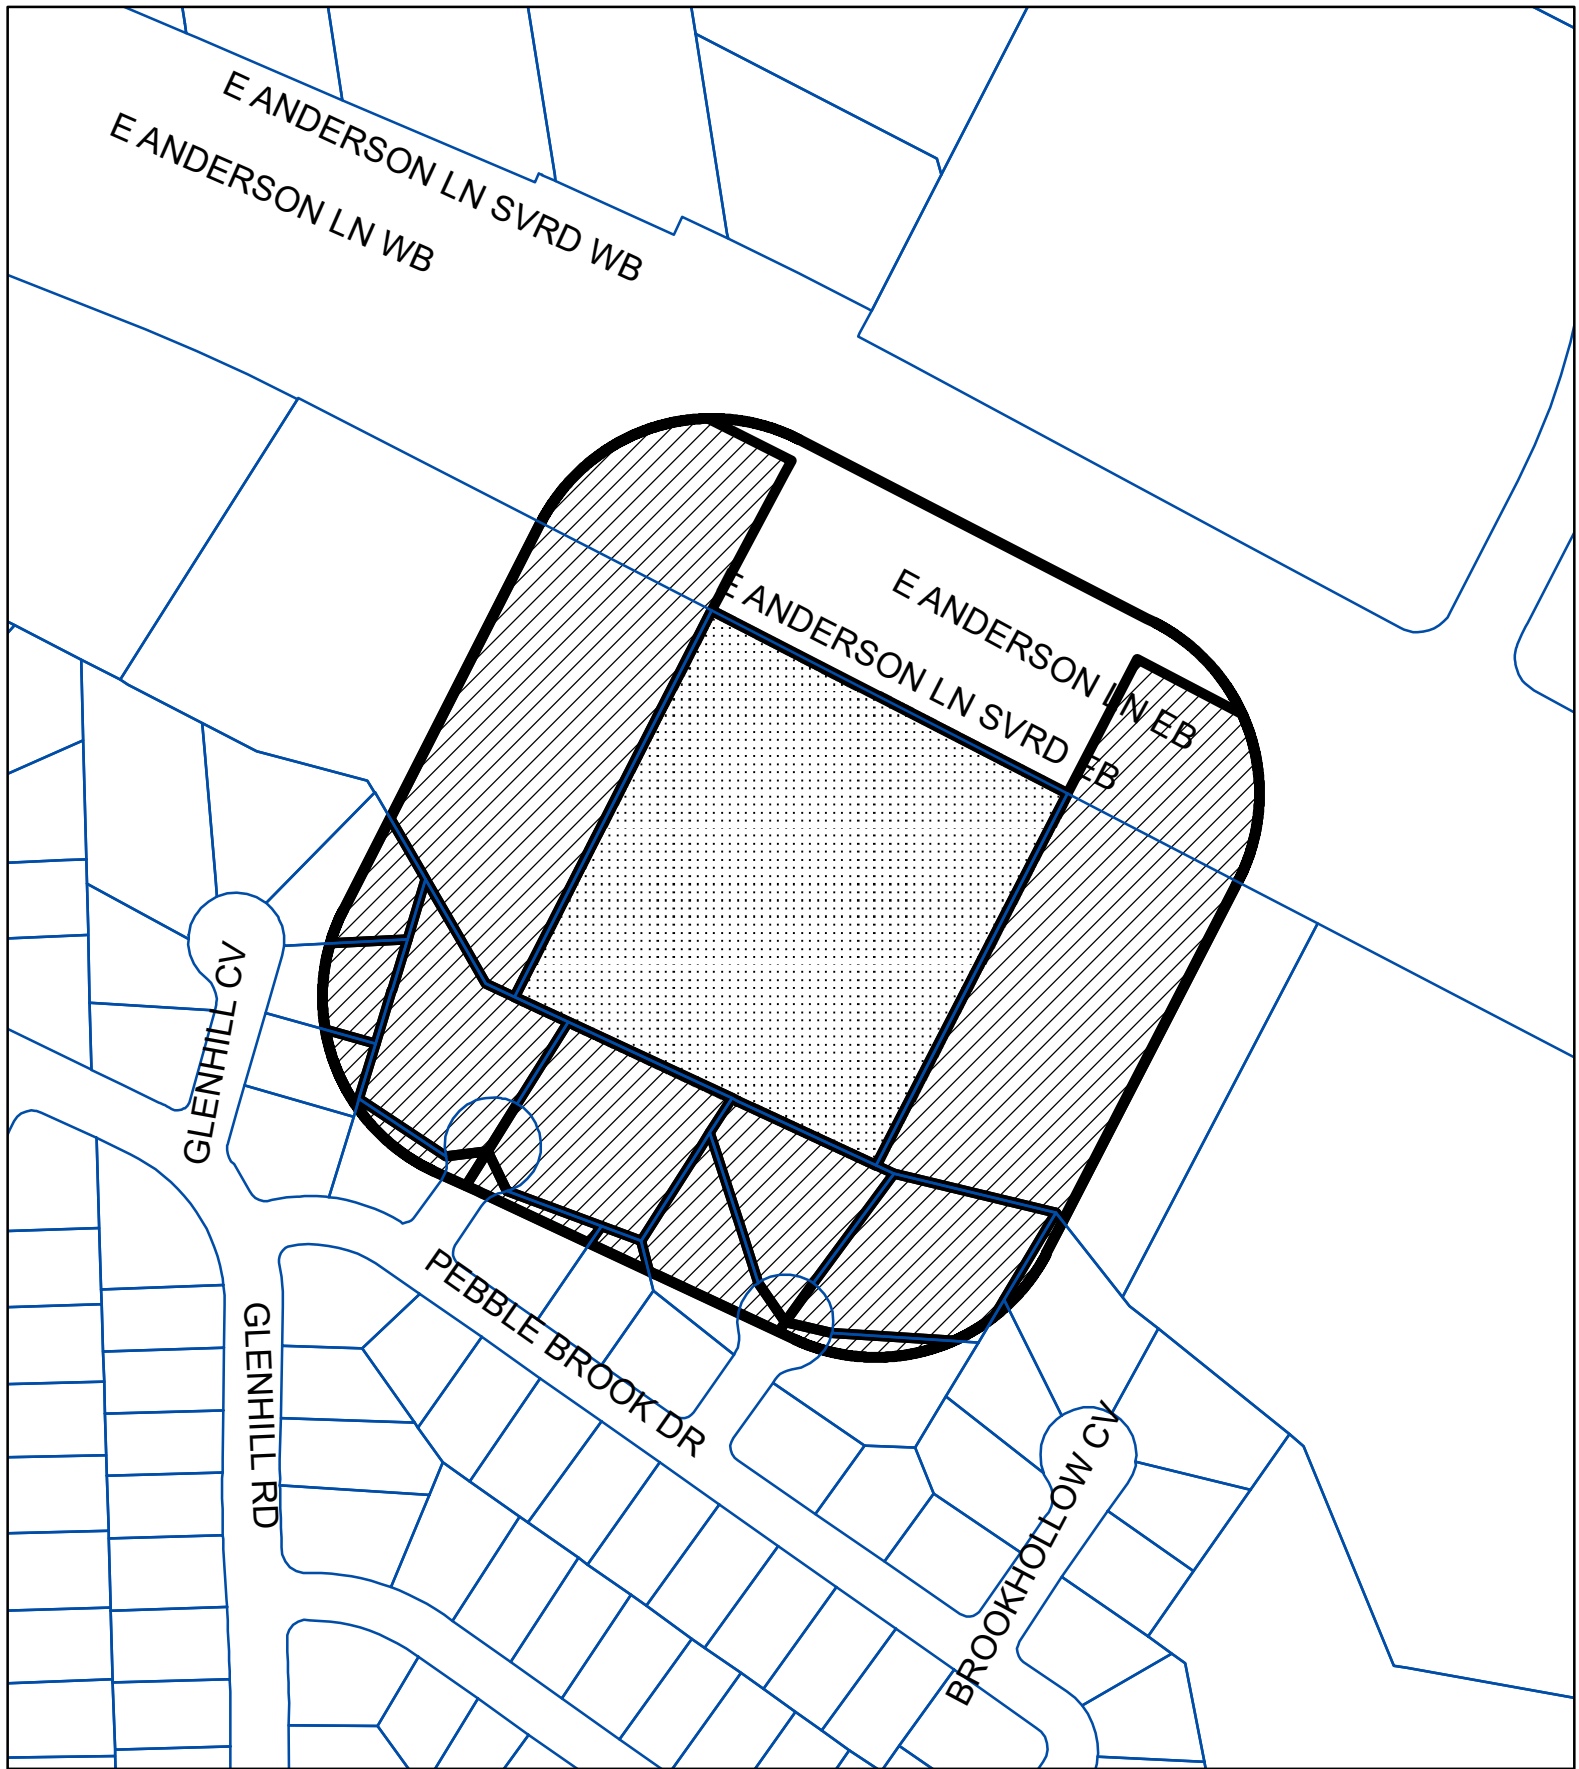 E ANDERSON LN SVRD WB
E ANDERSON LN WB
E ANDERSON LN EB
E ANDERSON LN SVRD EB
GLENHILL CV
PEBBLE BROOK DR
GLENHILL RD
BROOKHOLLOW CV